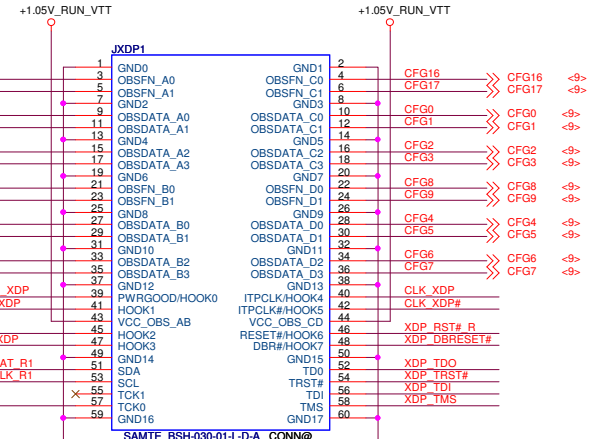 +1.05V_RUN_VTT +1.05V_RUN_VTT
JXDP1
1 GND0 GND1 2
3 OBSFN_A0 OBSFN_C0 4 CFG16 CFG16 <9>
5 OBSFN_A1 OBSFN_C1 6 CFG17 CFG17 <9>
7 GND2 GND3 8
9 OBSDATA_A0 OBSDATA_C0 10 CFG0 CFG0 <9>
11 OBSDATA_A1 OBSDATA_C1 12 CFG1 CFG1 <9>
13 GND4 GND5 14
15 OBSDATA_A2 OBSDATA_C2 16 CFG2 CFG2 <9>
17 OBSDATA_A3 OBSDATA_C3 18 CFG3 CFG3 <9>
19 GND6 GND7 20
21 OBSFN_B0 OBSFN_D0 22 CFG8 CFG8 <9>
23 OBSFN_B1 OBSFN_D1 24 CFG9 CFG9 <9>
25 GND8 GND9 26
27 OBSDATA_B0 OBSDATA_D0 28 CFG4 CFG4 <9>
29 OBSDATA_B1 OBSDATA_D1 30 CFG5 CFG5 <9>
31 GND10 GND11 32
33 OBSDATA_B2 OBSDATA_D2 34 CFG6 CFG6 <9>
35 OBSDATA_B3 OBSDATA_D3 36 CFG7 CFG7 <9>
37 GND12 GND13 38
_XDP 39 PWRGOOD/HOOK0 ITPCLK/HOOK4 40 CLK_XDP
XDP 41 HOOK1 ITPCLK#/HOOK5 42 CLK_XDP#
43 VCC_OBS_AB VCC_OBS_CD 44
45 HOOK2 RESET#/HOOK6 46 XDP_RST#_R
XDP 47 HOOK3 DBR#/HOOK7 48 XDP_DBRESET#
49 GND14 GND15 50
AT_R1 51 SDA TD0 52 XDP_TDO
LK_R1 53 SCL TRST# 54 XDP_TRST#
55 TCK1 TDI 56 XDP_TDI
57 TCK0 TMS 58 XDP_TMS
59 GND16 GND17 60
SAMTE_BSH-030-01-L-D-A CONN@